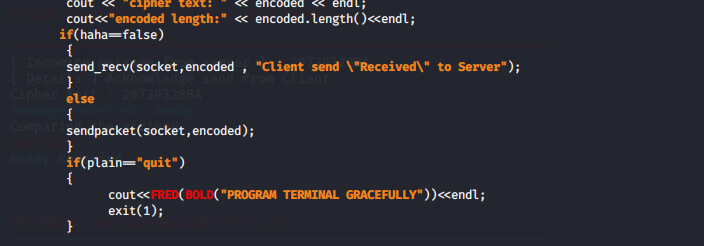 cout << "cipher text: " << encoded << endl;
cout<<"encoded length:" << encoded.length()<<endl;
if(haha==false)
{
send_recv(socket,encoded , "Client send \"Received\" to Server");
}
else
{
sendpacket(socket,encoded);
}
if(plain=="quit")
{
cout<<FRED(BOLD("PROGRAM TERMINAL GRACEFULLY"))<<endl;
exit(1);
}